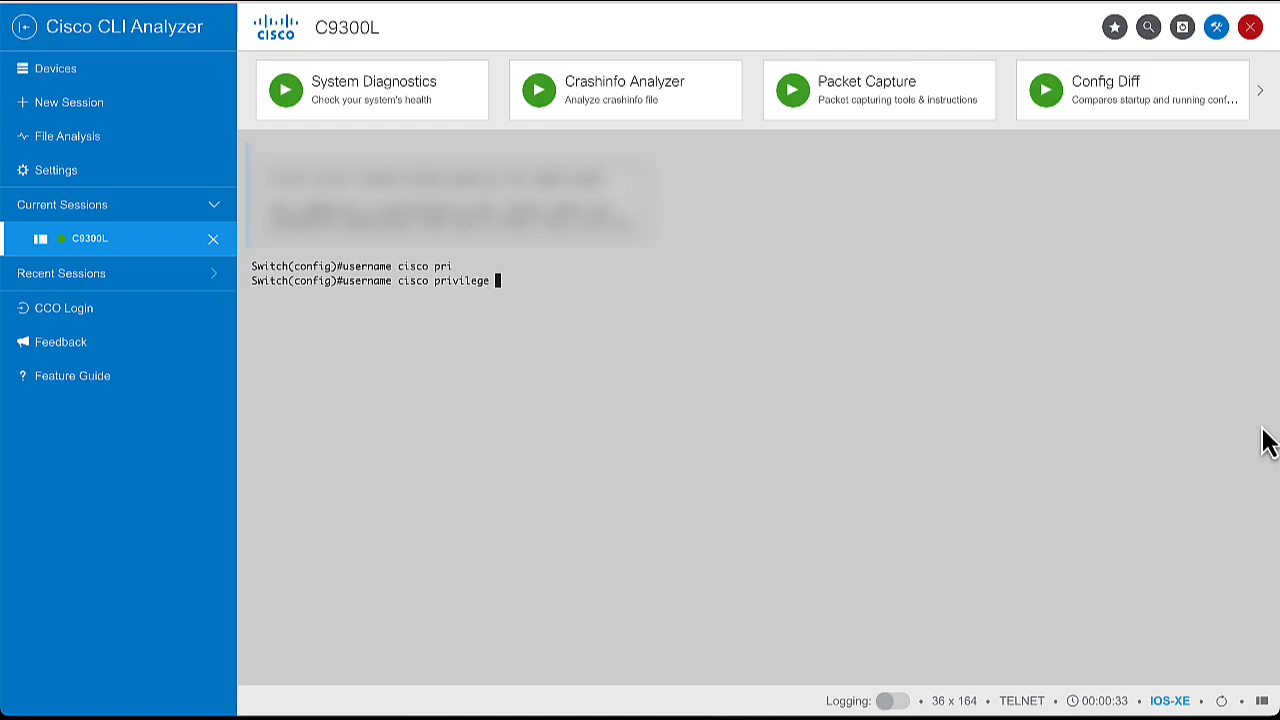 Cisco CLI Analyzer
CISCO
C9300L
Devices
New Session
File Analysis
Settings
Current Sessions
C9300L
Recent Sessions
CCO Login
Feedback
? Feature Guide
System Diagnostics
Check your system's health
Crashinfo Analyzer
Analyze crashinfo file
Packet Capture
Packet capturing tools & instructions
Config Diff
Compares startup and running conf...
Switch(config)#username cisco pri
Switch(config)#username cisco privilege
Logging: • 36 x 164 • TELNET • 00:00:33 • IOS-XE • •